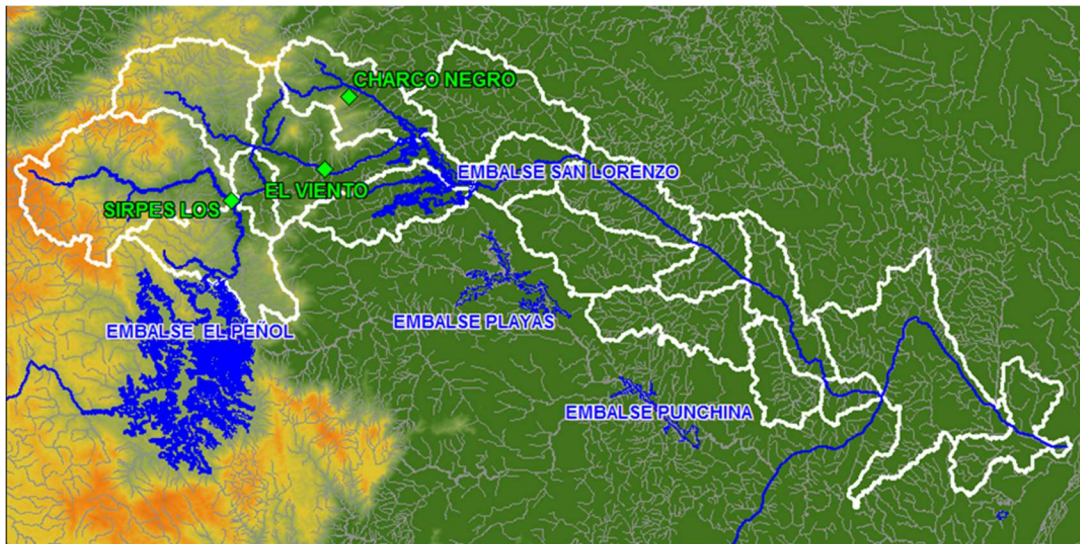 CHARCO NEGRO
EMBALSE SAN LORENZO
EL VIENTO
SIRPES LOS
EMBALSE EL PEÑOL
EMBALSE PLAYAS
EMBALSE PUNCHINA